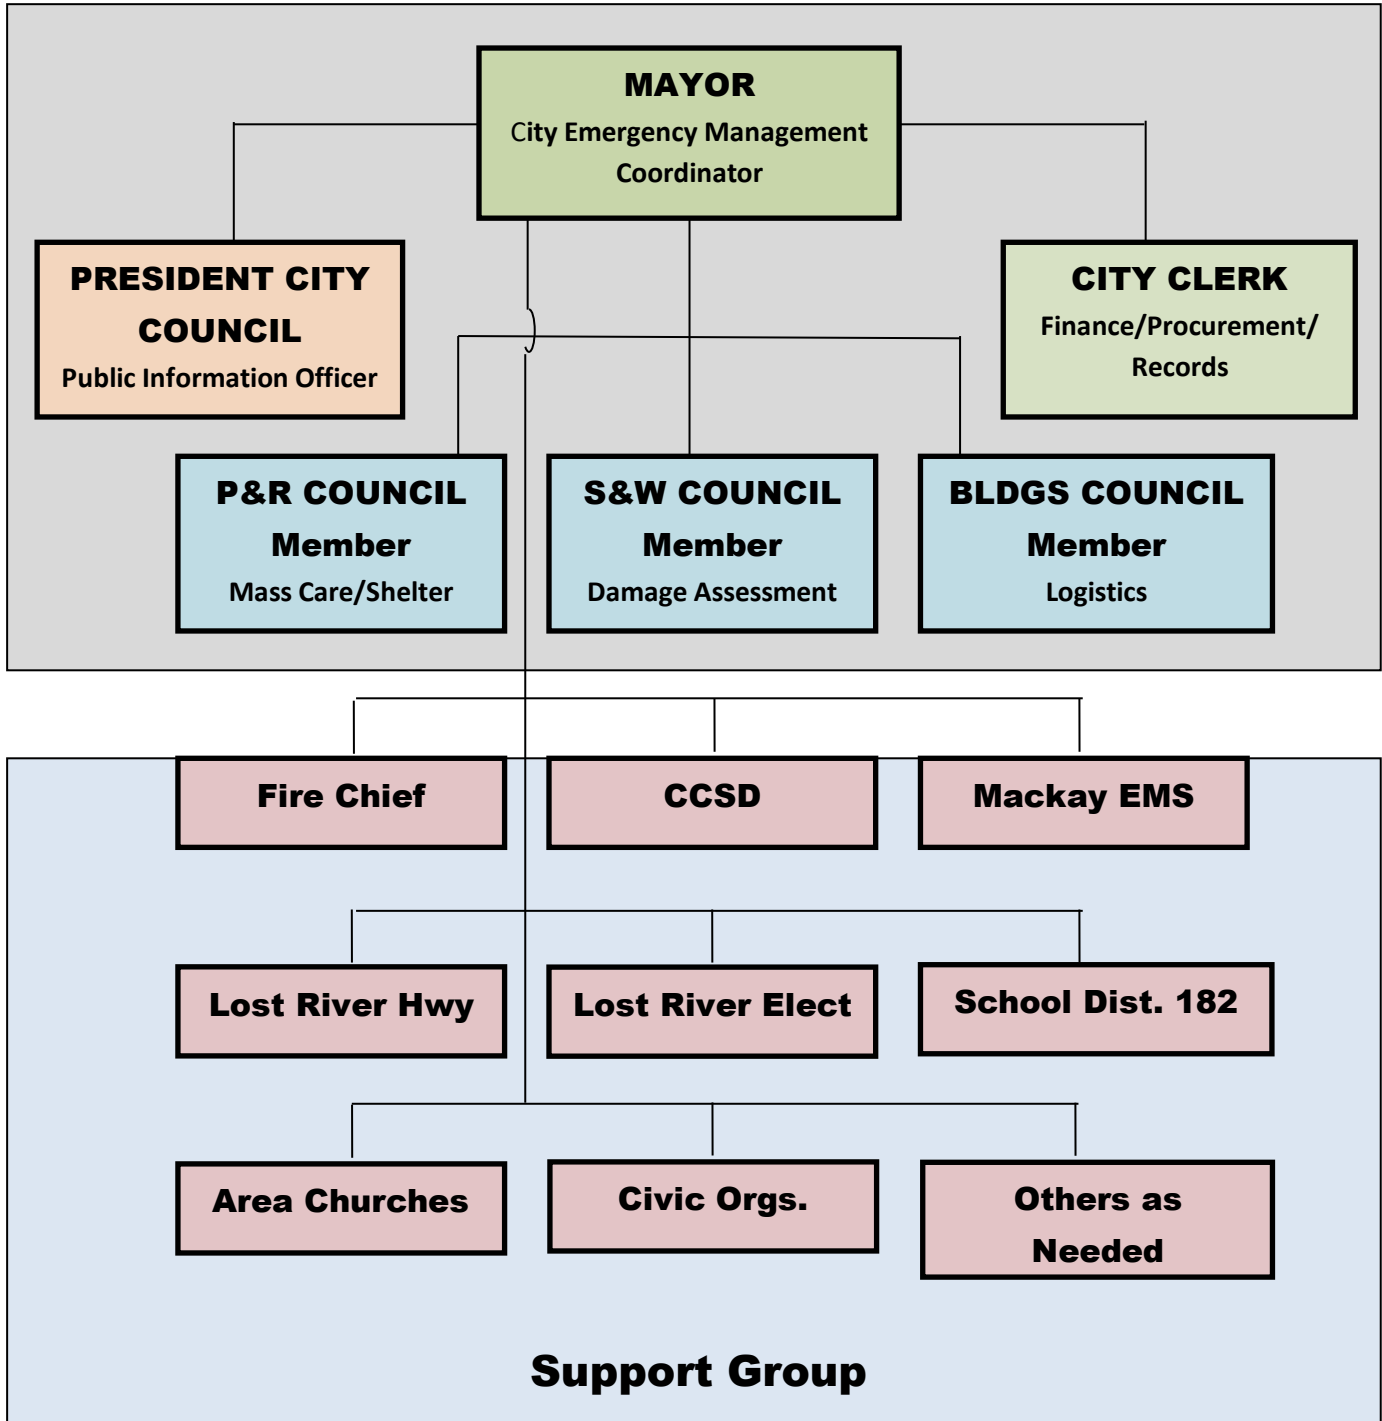 MAYOR
City Emergency Management
Coordinator
PRESIDENT CITY
COUNCIL
Public Information Officer
CITY CLERK
Finance/Procurement/
Records
P&R COUNCIL
Member
Mass Care/Shelter
S&W COUNCIL
Member
Damage Assessment
BLDGS COUNCIL
Member
Logistics
Fire Chief
CCSD
Mackay EMS
Lost River Hwy
Lost River Elect
School Dist. 182
Area Churches
Civic Orgs.
Others as
Needed
Support Group